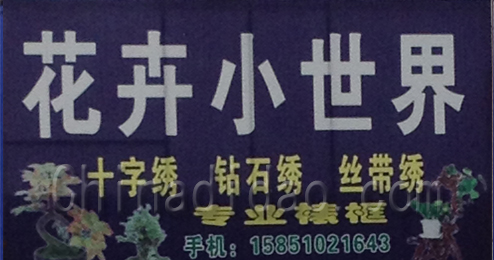 花卉小世界
十字绣 钻石绣 丝带绣
专业裱框
手机：15851021643